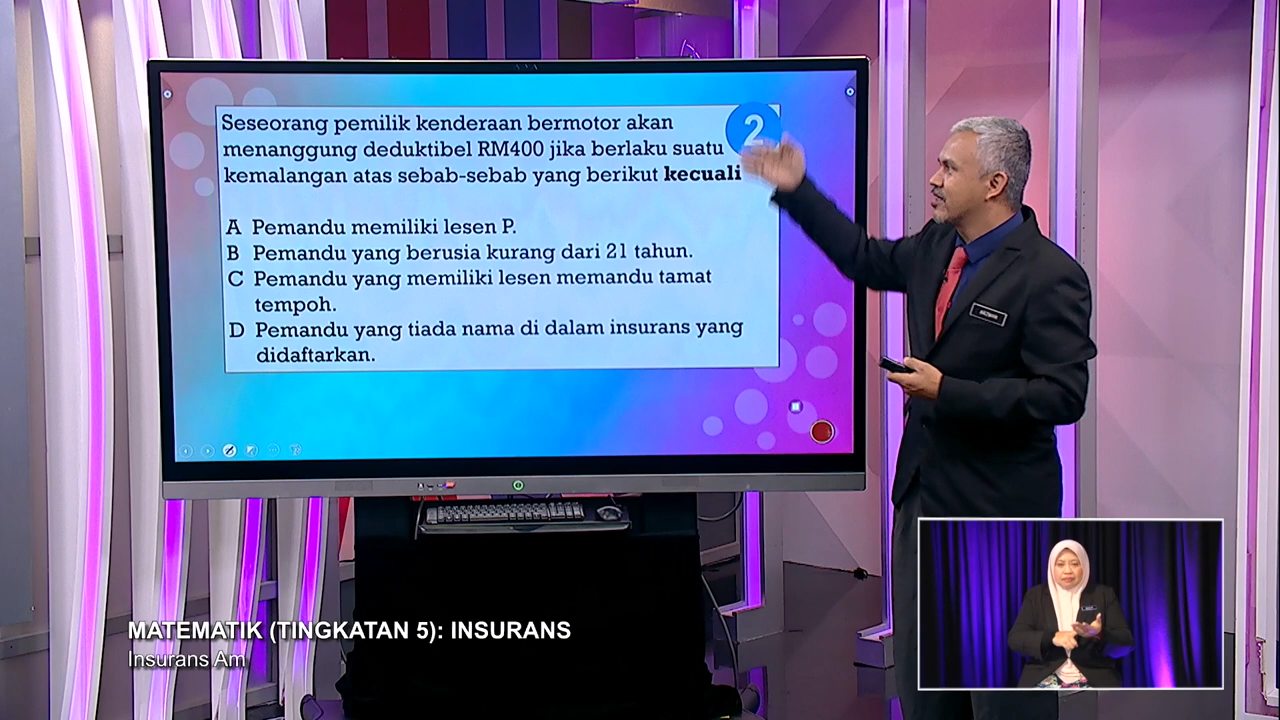 Seseorang pemilik kenderaan bermotor akan
menanggung deduktibel RM400 jika berlaku suatu
kemalangan atas sebab-sebab yang berikut kecuali
2
A Pemandu memiliki lesen P.
B Pemandu yang berusia kurang dari 21 tahun.
C Pemandu yang memiliki lesen memandu tamat
tempoh.
D Pemandu yang tiada nama di dalam insurans yang
didaftarkan.
MATEMATIK (TINGKATAN 5): INSURANS
Insurans Am